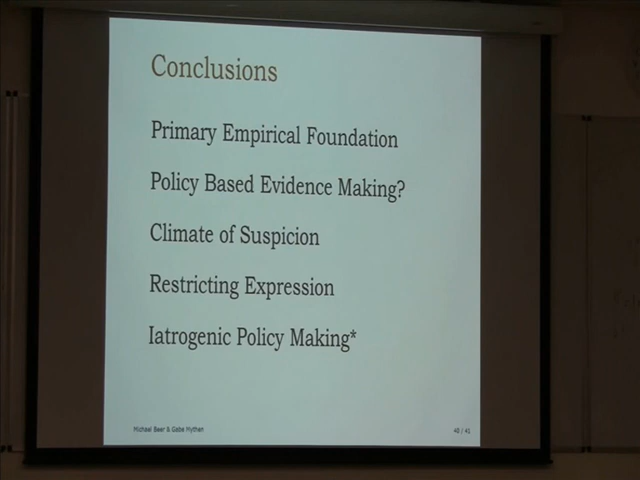 Conclusions
Primary Empirical Foundation
Policy Based Evidence Making?
Climate of Suspicion
Restricting Expression
Iatrogenic Policy Making*
Michael Baer & Gabe Mythen
40 / 41